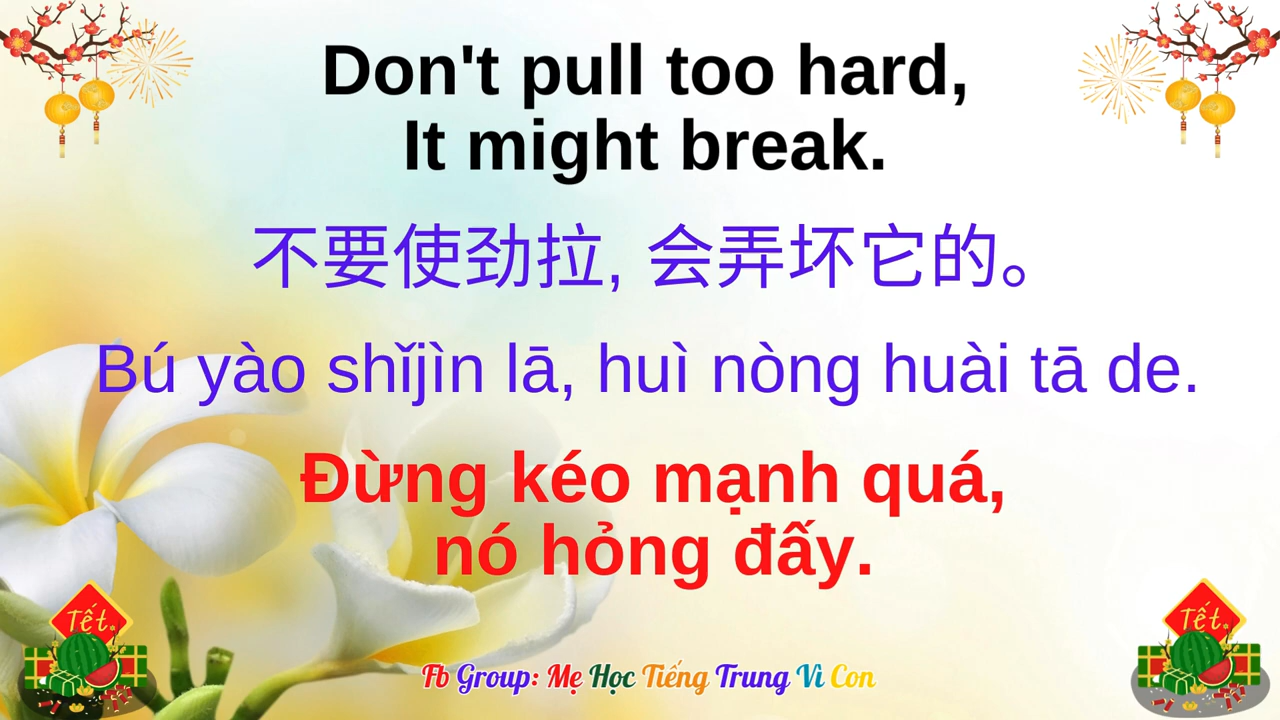 Don't pull too hard,
It might break.
不要使劲拉, 会弄坏它的。
Bú yào shǐjìn lā, huì nòng huài tā de.
Đừng kéo mạnh quá,
nó hỏng đấy.
Tết
Tết
Fb Group: Mẹ Học Tiếng Trung Vì Con